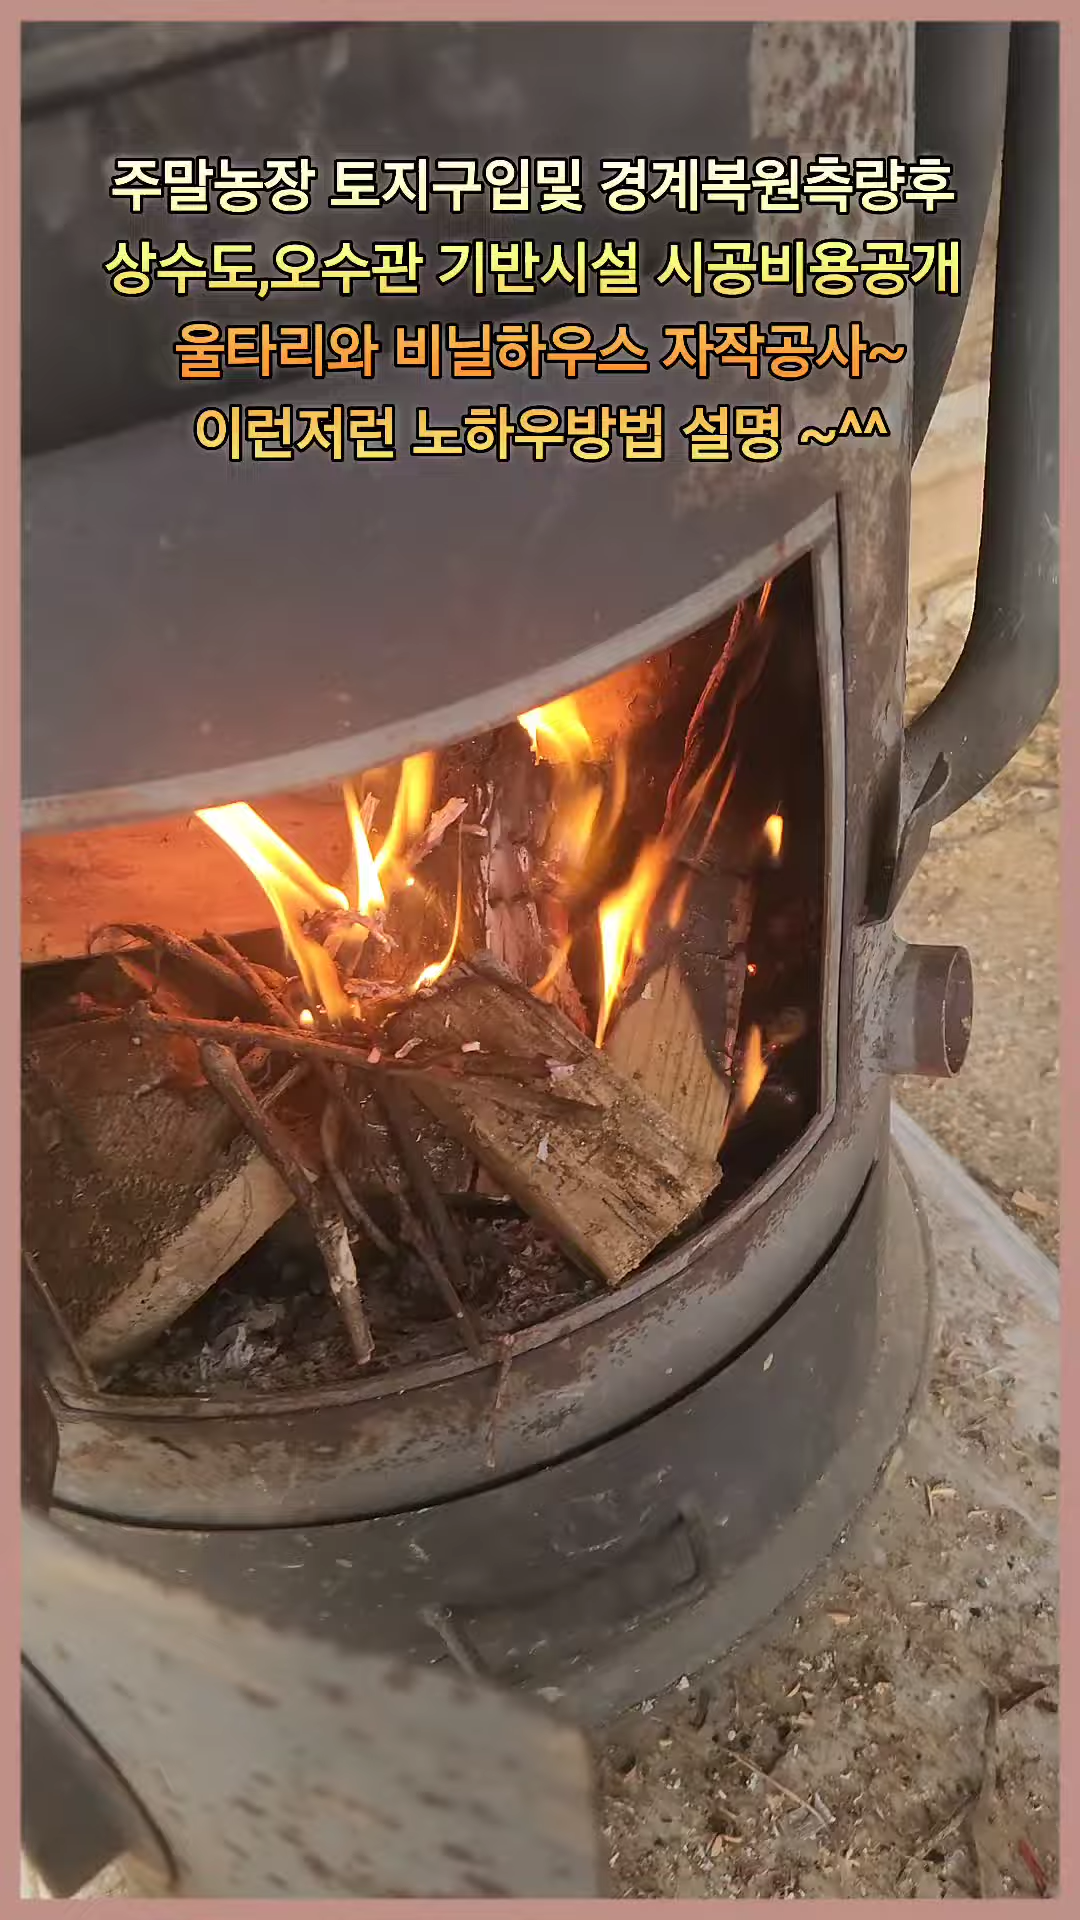 주말농장 토지구입및 경계복원측량후
상수도,오수관 기반시설 시공비용공개
울타리와 비닐하우스 자작공사~
이런저런 노하우방법 설명 ~^^